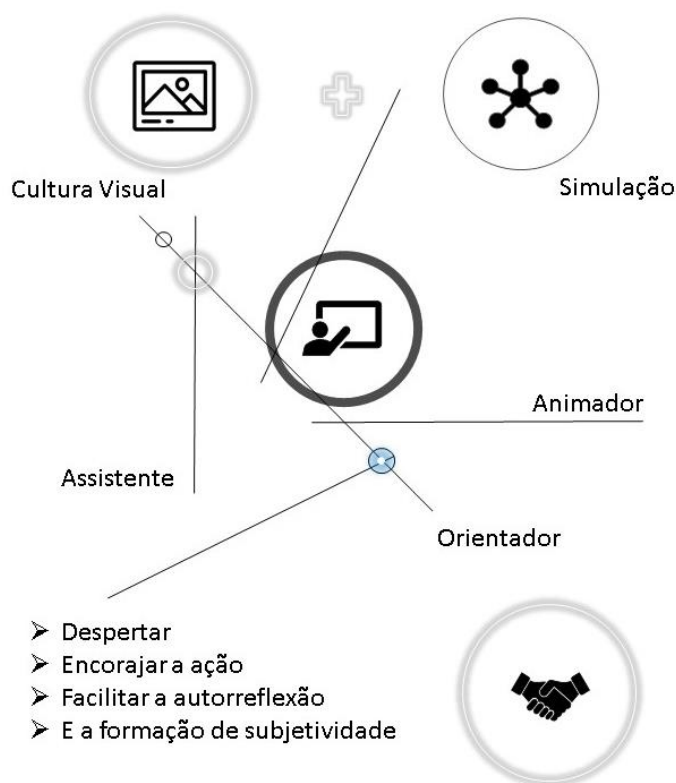 Cultura Visual
Simulação
Animador
Assistente
Orientador
➤ Despertar
➤ Encorajar a ação
➤ Facilitar a autorreflexão
➤ E a formação de subjetividade